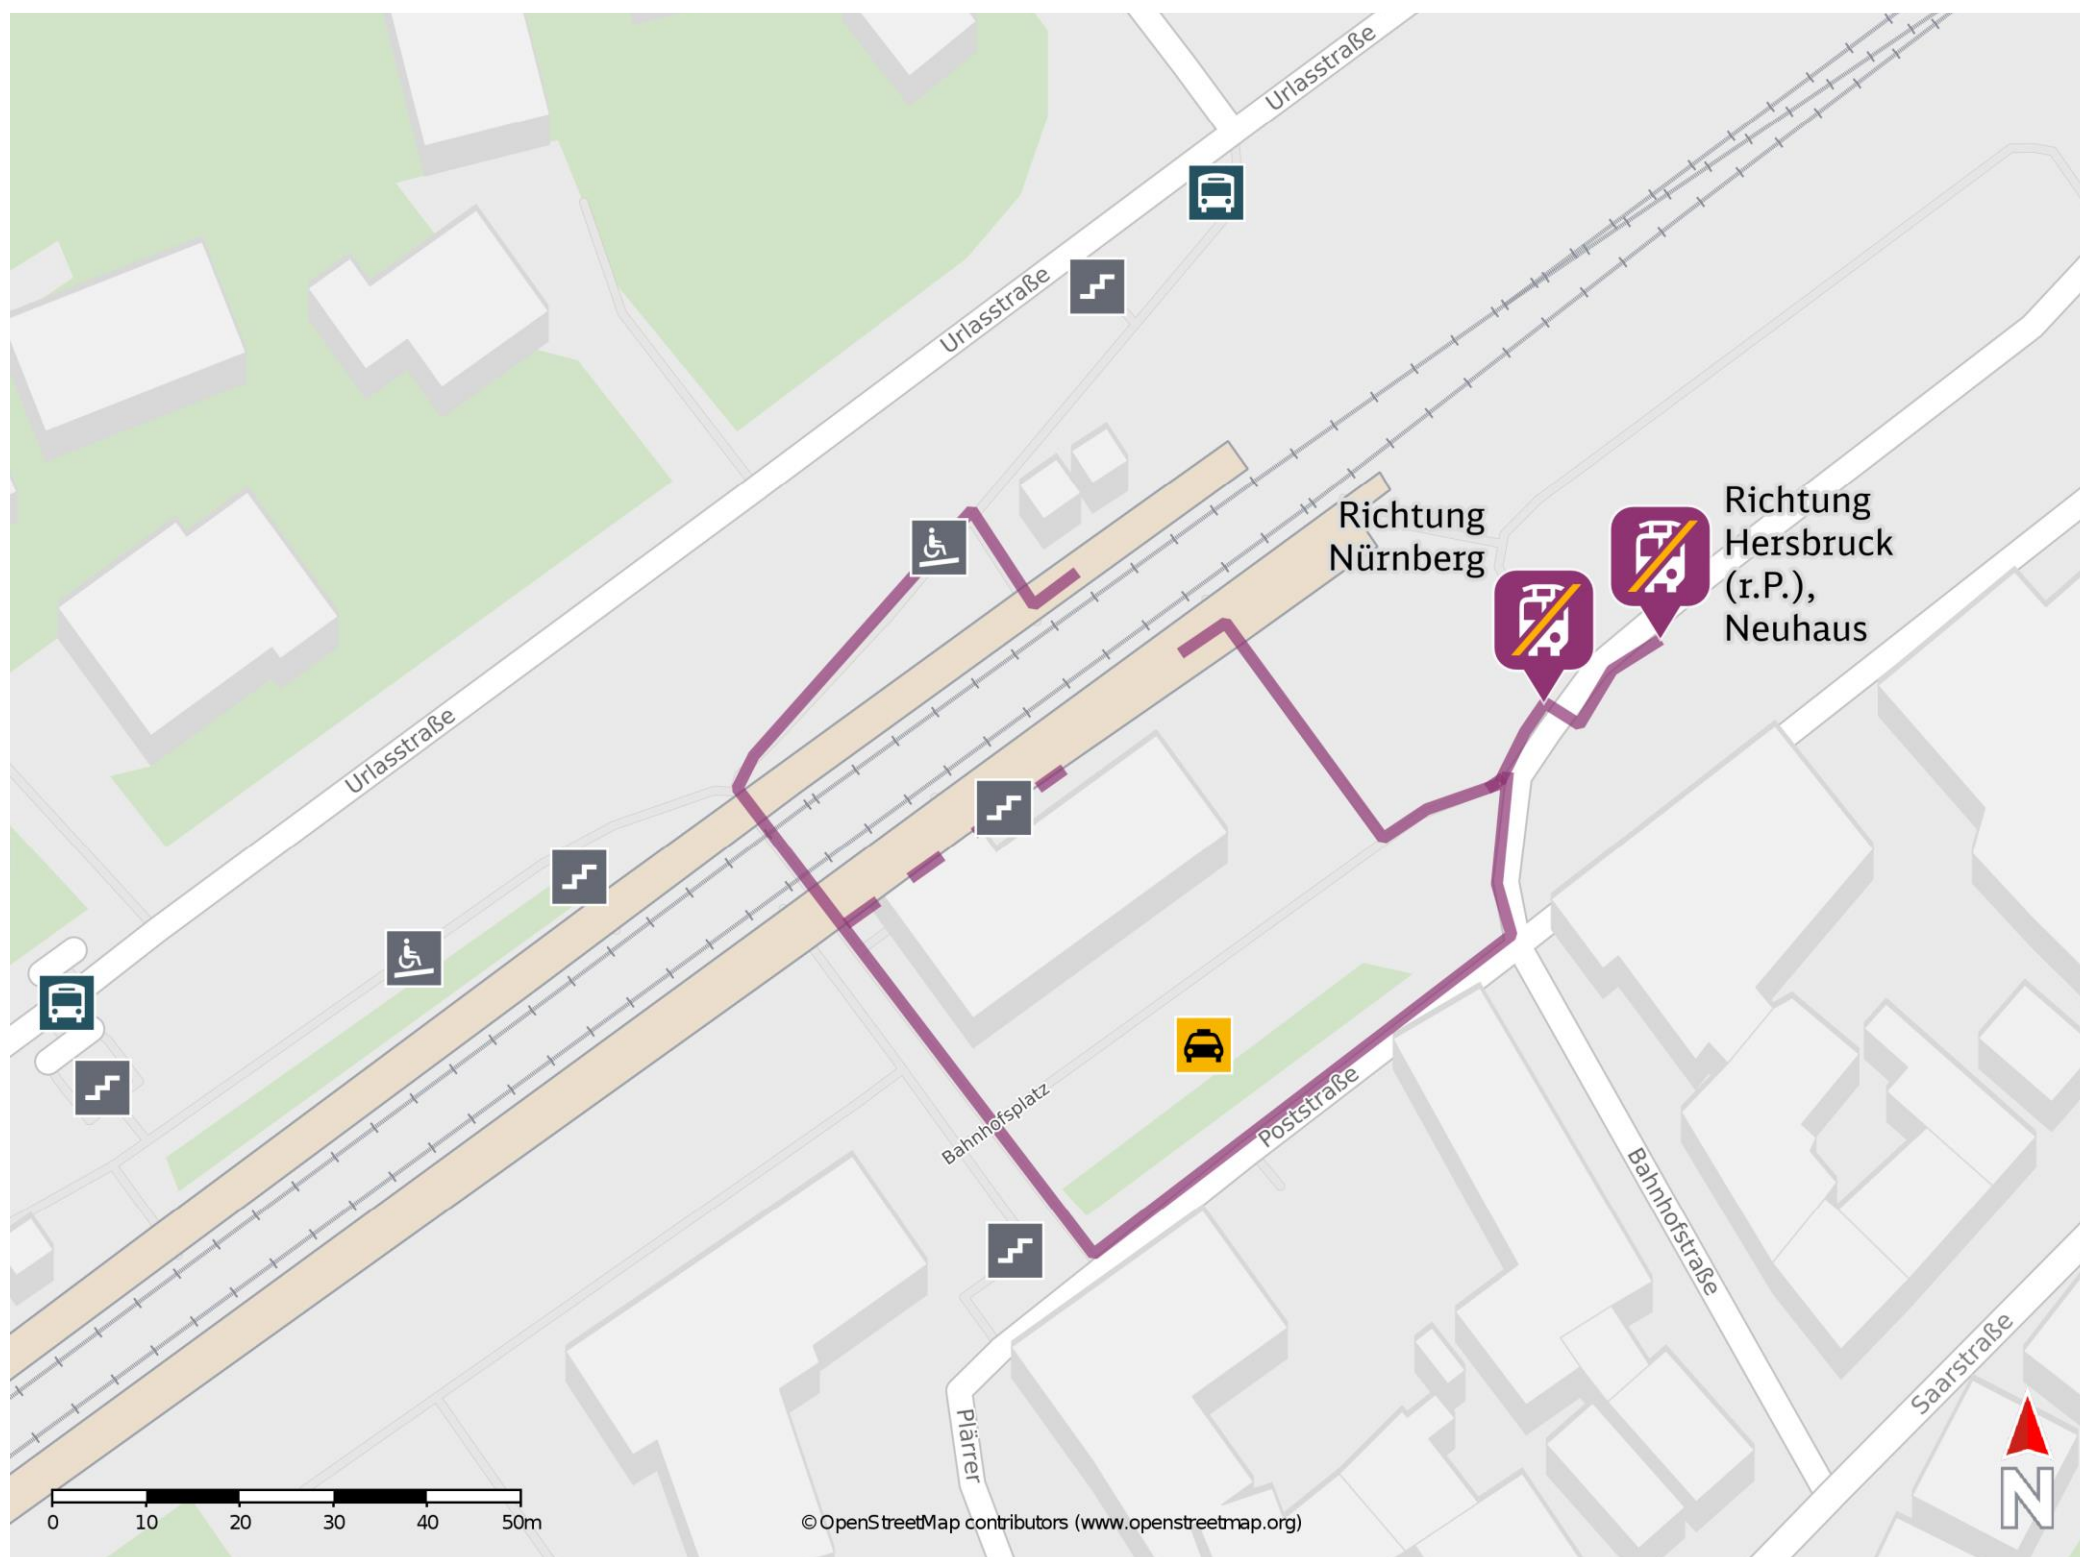 Urlasstraße
Urlasstraße
Richtung
Nürnberg
Richtung
Hersbruck
(r.P.),
Neuhaus
Urlasstraße
Bahnhofsplatz
Poststraße
Bahnhofstraße
Saarstraße
Plärrer
N
0 10 20 30 40 50m
© OpenStreetMap contributors (www.openstreetmap.org)